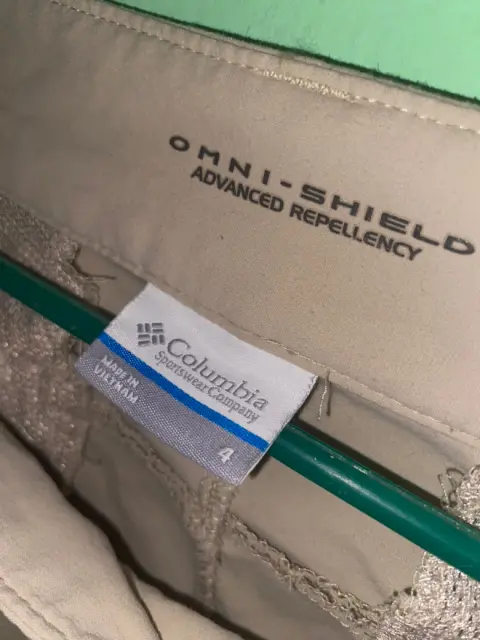 OMNI-SHIELD
ADVANCED REPELLENCY
Columbia
Sportswear Company
MADE IN
VIETNAM
4